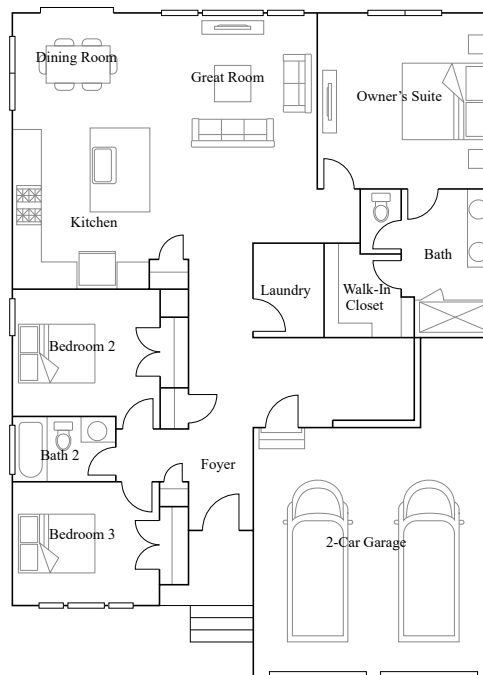 Dining Room
Great Room
Owner's Suite
Kitchen
Bath
Laundry
Walk-In
Closet
Bedroom 2
Bath 2
Foyer
Bedroom 3
2-Car Garage